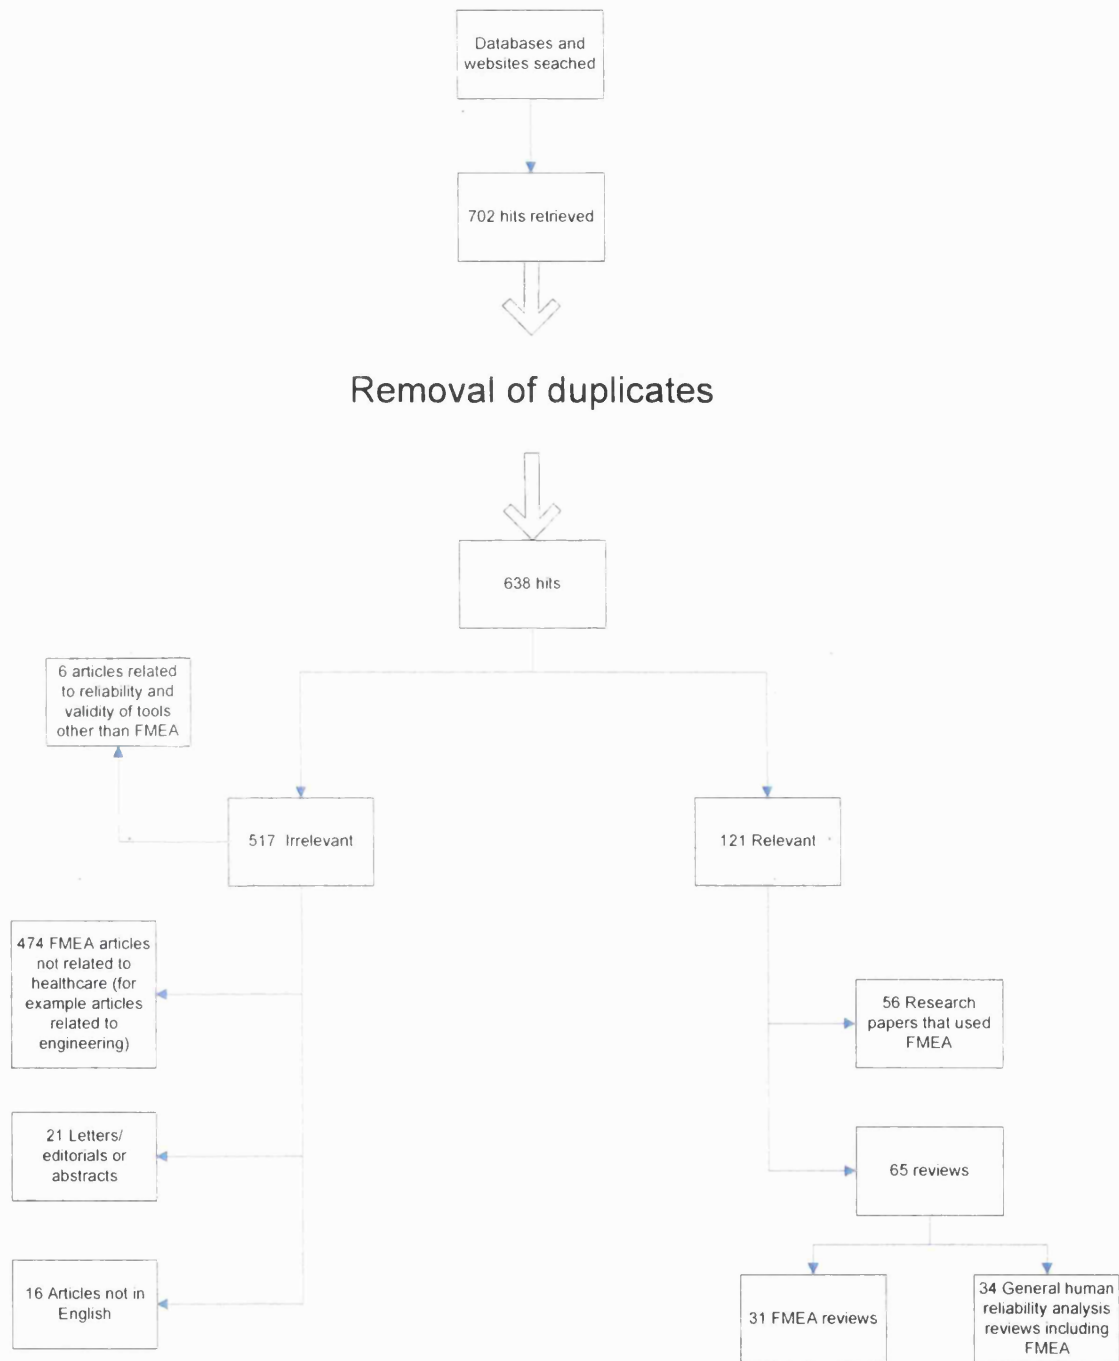 Databases and
websites seached
702 hits retrieved
Removal of duplicates
638 hits
6 articles related
to reliability and
validity of tools
other than FMEA
517 Irrelevant
121 Relevant
474 FMEA articles
not related to
healthcare (for
example articles
related to
engineering)
56 Research
papers that used
FMEA
21 Letters/
editorials or
abstracts
65 reviews
16 Articles not in
English
31 FMEA reviews
34 General human
reliability analysis
reviews including
FMEA